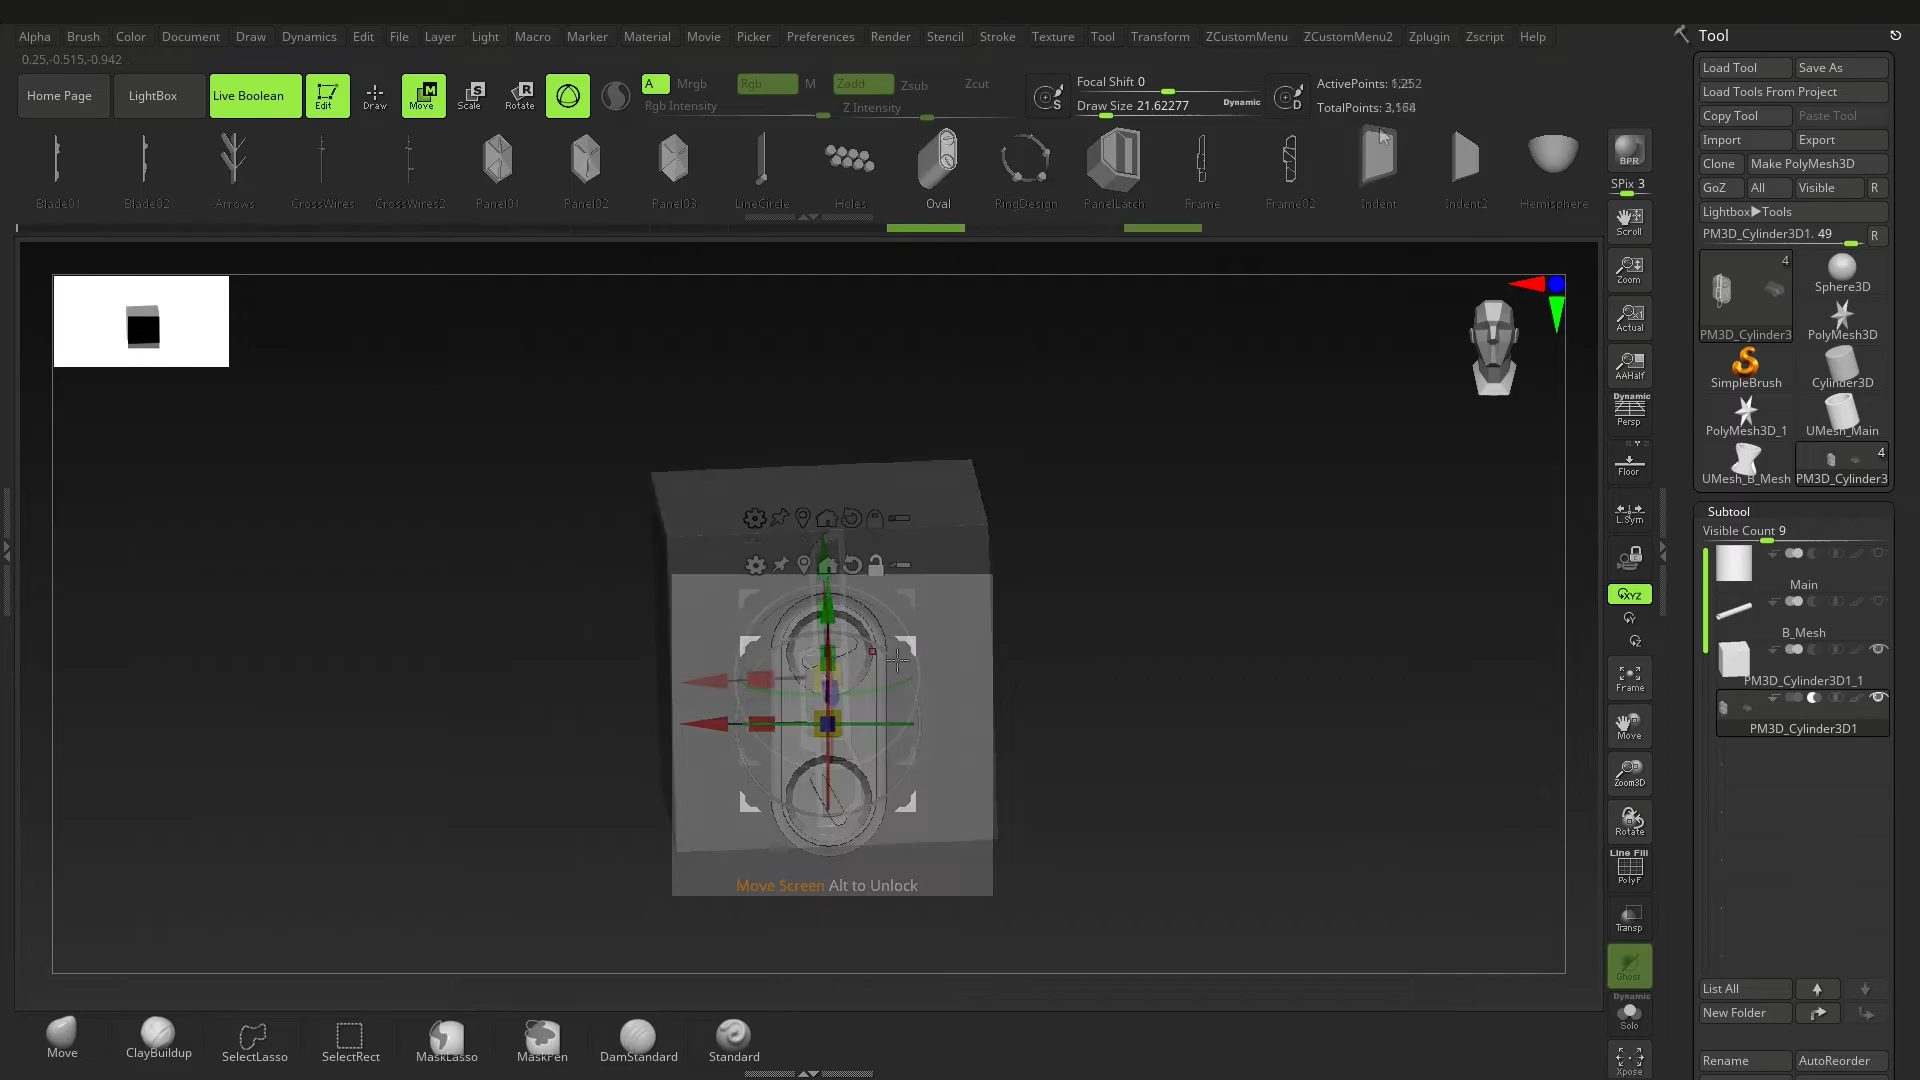 Alpha Brush Color Document Draw Dynamics Edit File Layer Light Macro Marker Material Movie Picker Preferences Render Stencil Stroke Texture Tool Transform ZCustomMenu ZCustomMenu2 Zplugin Zscript Help
0.25,-0.515,-0.942
Home Page LightBox Live Boolean Edit Draw Move Scale Rotate
A Mrgb Rgb M Zadd Zsub Zcut
Rgb Intensity Z Intensity
Focal Shift 0
Draw Size 21.62277 Dynamic
S D
ActivePoints:
TotalPoints:
Blade01 Blade02 Arrows CrossWires CrossWires2 Panel01 Panel02 Panel03 LineCircle Holes Oval RingDesign PanelLatch Frame Frame02 Indent Indent2 Hemisphere
Move Screen Alt to Unlock
Move ClayBuildup SelectLasso SelectRect MaskLasso MaskPen DamStandard Standard
BPR
SPix 3
Scroll
Zoom
Actual
AAHalf
Dynamic
Persp
Floor
L.Sym
XYZ
Frame
Move
Zoom3D
Rotate
Line Fill
PolyF
Transp
Ghost
Dynamic
Solo
Xpose
Tool
Load Tool Save As
Load Tools From Project
Copy Tool Paste Tool
Import Export
Clone Make PolyMesh3D
GoZ All Visible R
Lightbox▶Tools
PM3D_Cylinder3D1. 49 R
4
PM3D_Cylinder3 Sphere3D
PolyMesh3D
SimpleBrush Cylinder3D
PolyMesh3D_1 UMesh_Main
4
UMesh_B_Mesh PM3D_Cylinder3
Subtool
Visible Count 9
Main
B_Mesh
PM3D_Cylinder3D1_1
PM3D_Cylinder3D1
List All
New Folder
Rename AutoReorder